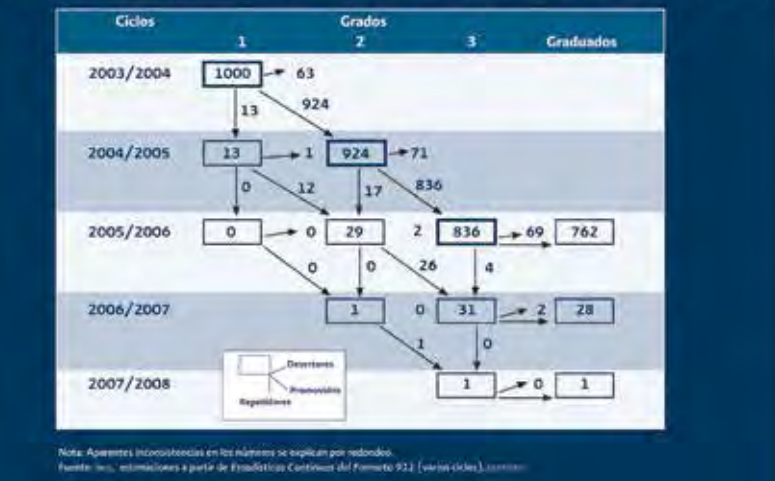 Ciclos Grados
1 2 3 Graduados
2003/2004 1000 63
13 924
2004/2005 13 1 924 71
0 12 17 836
2005/2006 0 0 29 2 836 69 762
0 0 26 4
2006/2007 1 0 31 2 28
1 0
Desertores
2007/2008 1 0 1
Promovidos
Repetidores
Nota: Aparentes inconsistencias en los números se explican por redondeo.
Fuente: estimaciones a partir de Estadísticas Continuas del Formato 912 (varios ciclos),